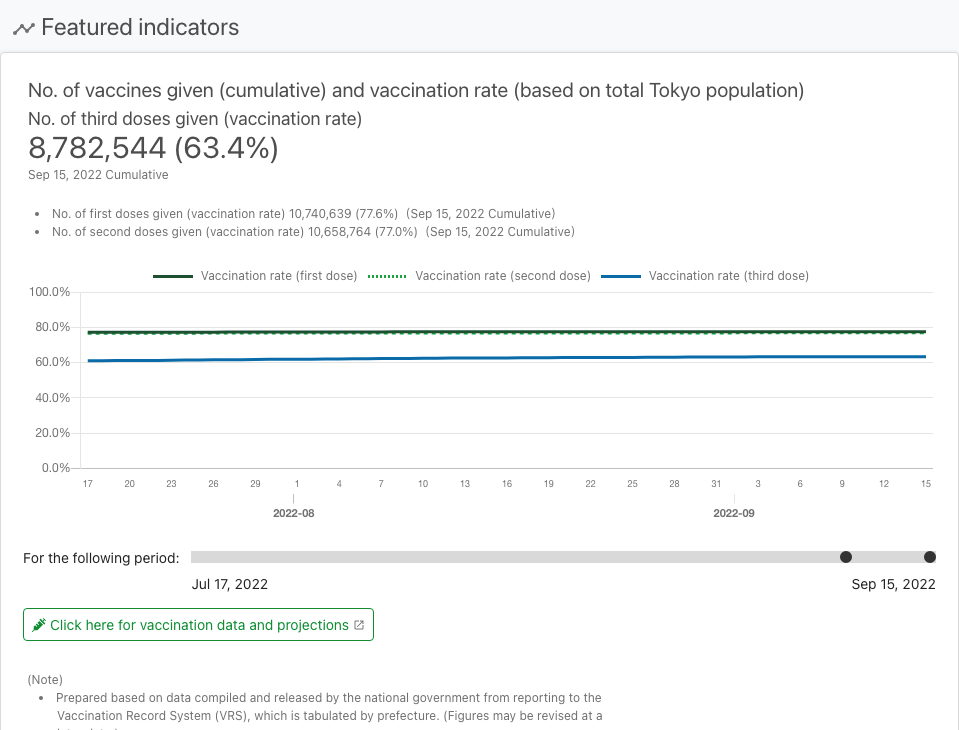 Featured indicators
No. of vaccines given (cumulative) and vaccination rate (based on total Tokyo population)
No. of third doses given (vaccination rate)
8,782,544 (63.4%)
Sep 15, 2022 Cumulative
• No. of first doses given (vaccination rate) 10,740,639 (77.6%) (Sep 15, 2022 Cumulative)
• No. of second doses given (vaccination rate) 10,658,764 (77.0%) (Sep 15, 2022 Cumulative)
Vaccination rate (first dose) Vaccination rate (second dose) Vaccination rate (third dose)
100.0%
80.0%
60.0%
40.0%
20.0%
0.0%
17 20 23 26 29 1 4 7 10 13 16 19 22 25 28 31 3 6 9 12 15
2022-08 2022-09
For the following period:
Jul 17, 2022 Sep 15, 2022
Click here for vaccination data and projections
(Note)
• Prepared based on data compiled and released by the national government from reporting to the
Vaccination Record System (VRS), which is tabulated by prefecture. (Figures may be revised at a